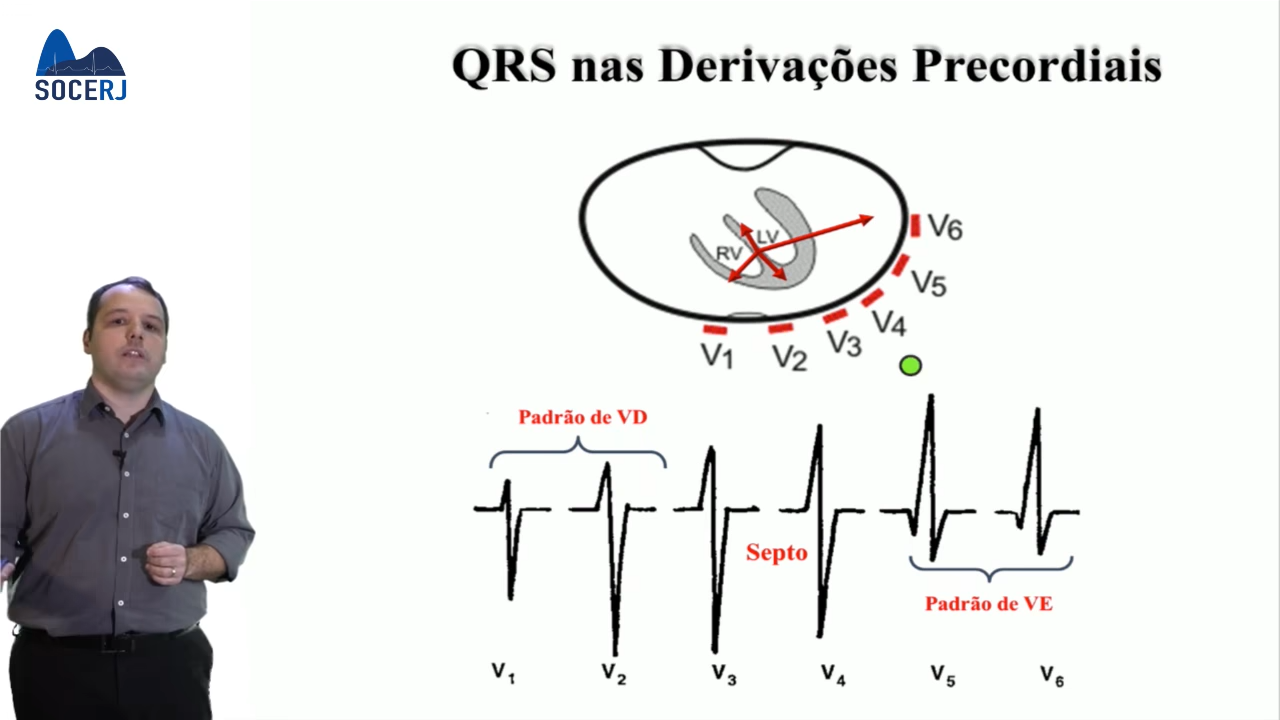 SOCERJ
QRS nas Derivações Precordiais
LV
RV
V6
V5
V4
V3
V2
V1
Padrão de VD
Septo
Padrão de VE
V1 V2 V3 V4 V5 V6